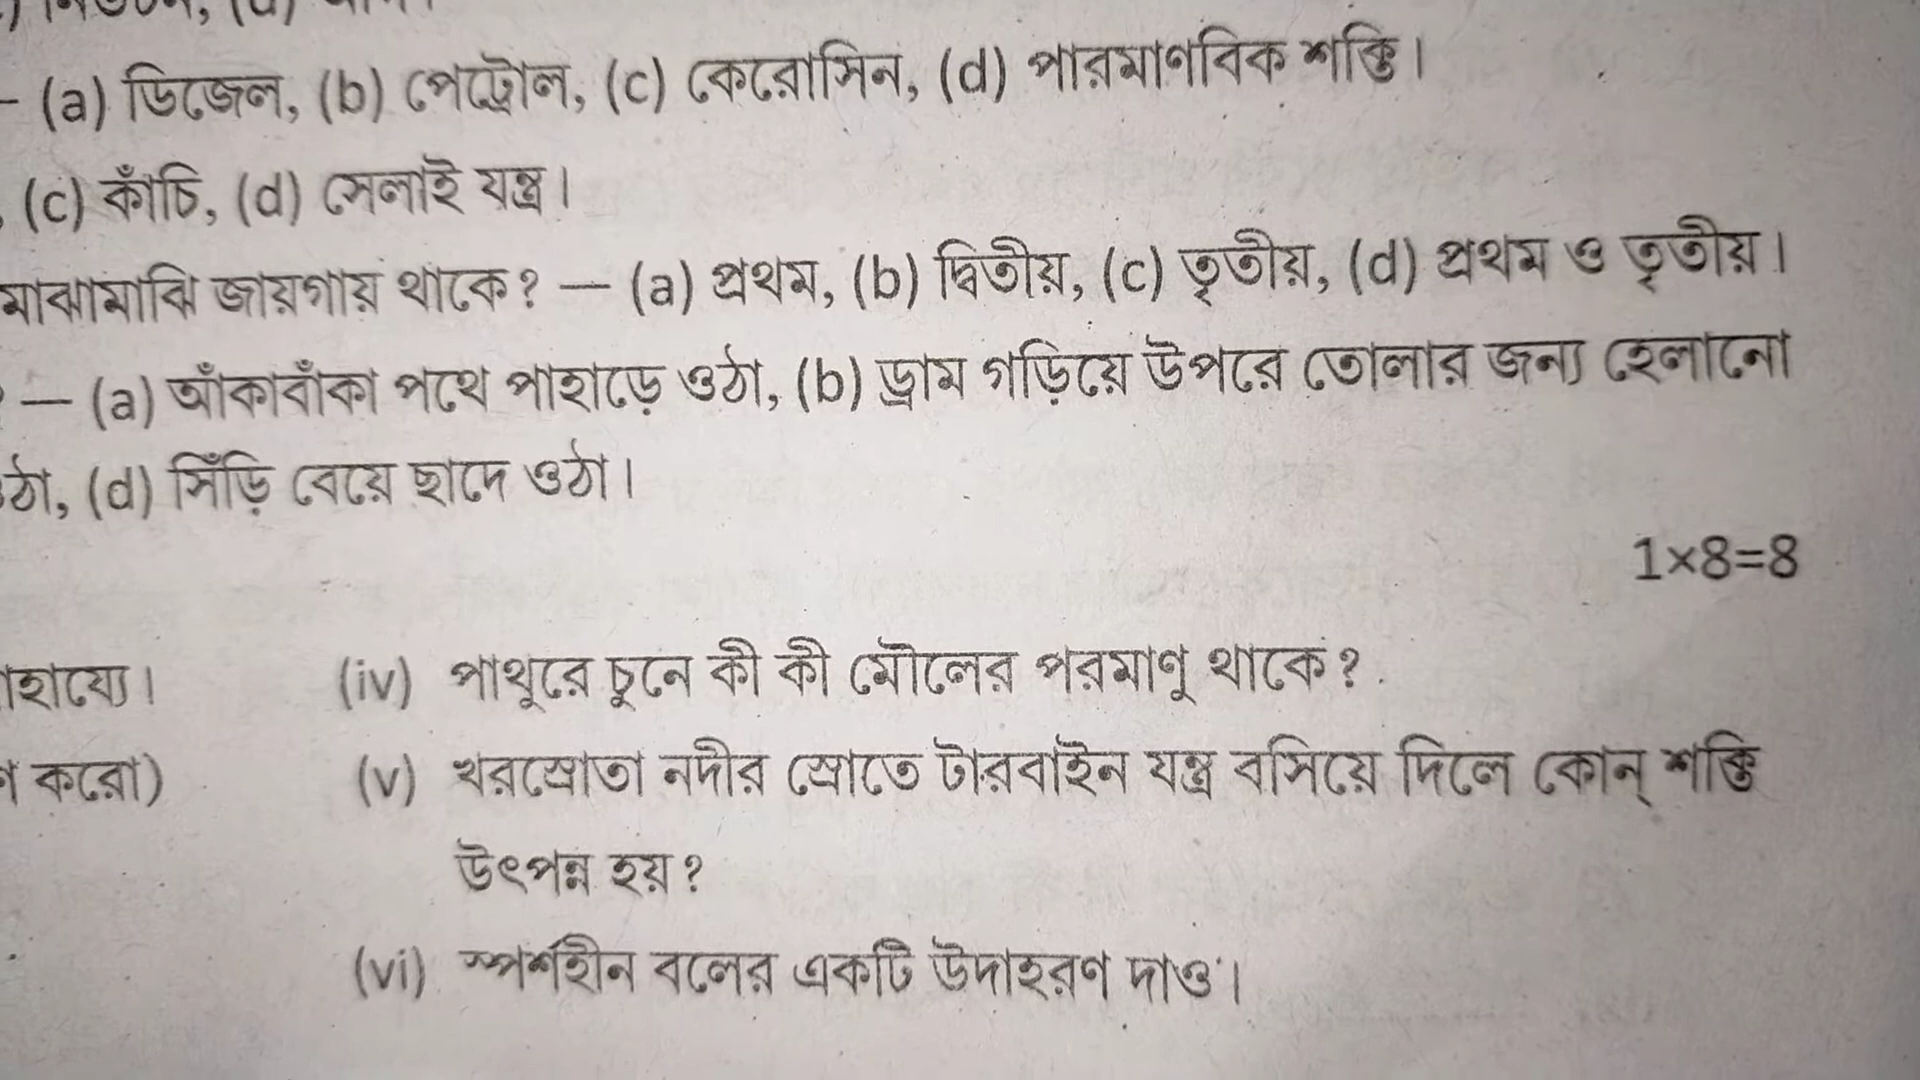 — (a) ডিজেল, (b) পেট্রোল, (c) কেরোসিন, (d) পারমাণবিক শক্তি।
(c) কাঁচি, (d) সেলাই যন্ত্র।
মাঝামাঝি জায়গায় থাকে? — (a) প্রথম, (b) দ্বিতীয়, (c) তৃতীয়, (d) প্রথম ও তৃতীয়।
— (a) আঁকাবাঁকা পথে পাহাড়ে ওঠা, (b) ড্রাম গড়িয়ে উপরে তোলার জন্য হেলানো
(d) সিঁড়ি বেয়ে ছাদে ওঠা।
1×8=8
(iv) পাথুরে চুনে কী কী মৌলের পরমাণু থাকে?
করো) (v) খরস্রোতা নদীর স্রোতে টারবাইন যন্ত্র বসিয়ে দিলে কোন্ শক্তি
উৎপন্ন হয়?
(vi) স্পর্শহীন বলের একটি উদাহরণ দাও।